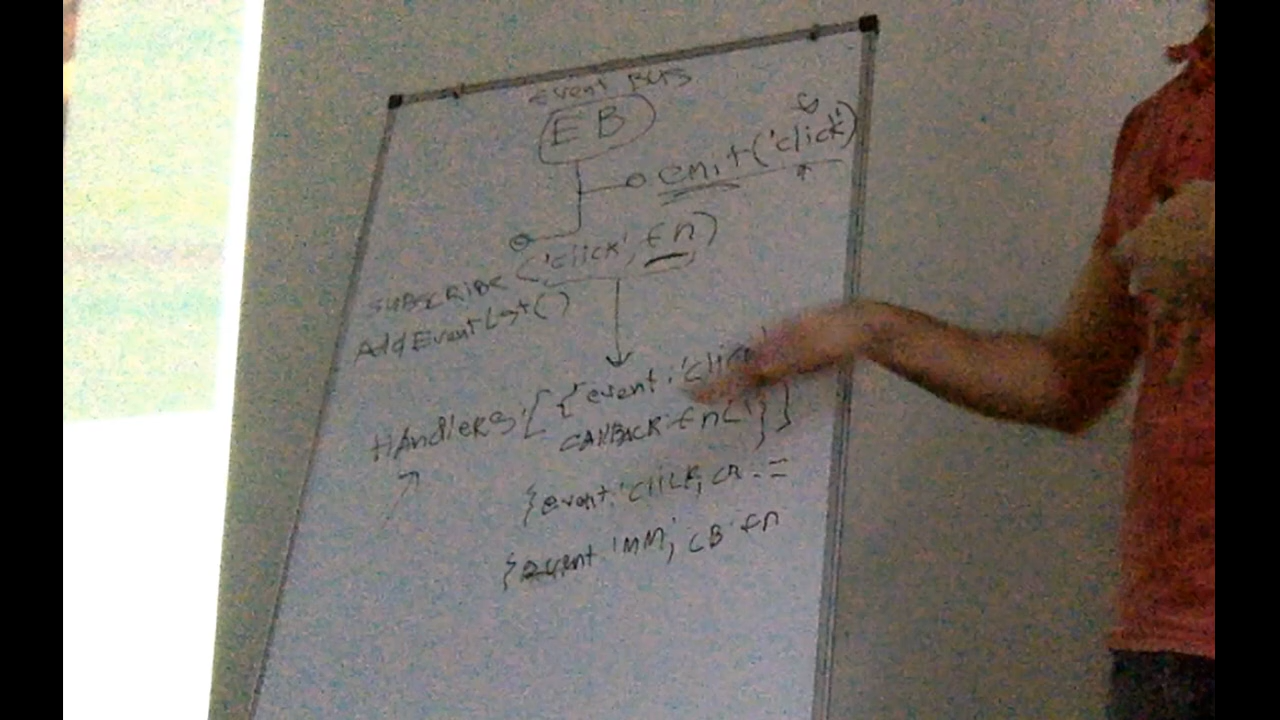 Event BUS
EB
emit('click')
SUBSCRIBE ('click', fn)
AddEventList()
HAndlers: [ { event: 'click'
CALLBACK fn
{event: 'click, CB
{event 'MM', CB fn